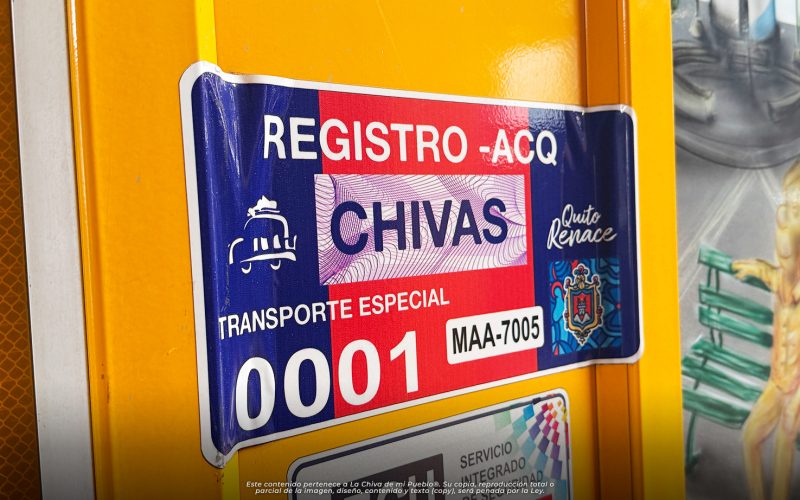 REGISTRO -ACQ
CHIVAS
Quito
Renace
TRANSPORTE ESPECIAL
0001
MAA-7005
SERVICIO
INTEGRADO
Este contenido pertenece a La Chiva de mi Pueblo®. Su copia, reproducción total o
parcial de la imagen, diseño, contenido y texto (copy), será penada por la Ley.